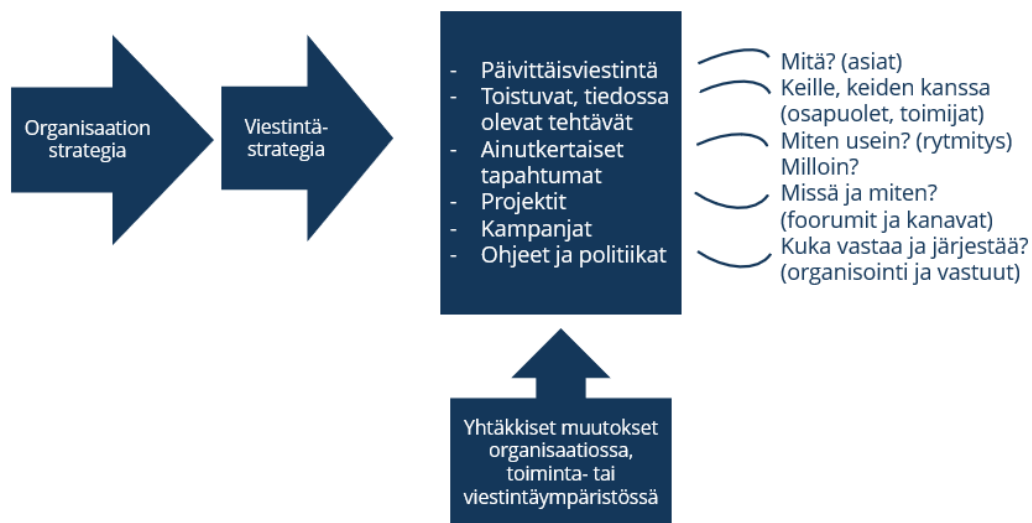 Organisaation
strategia
Viestintä-
strategia
- Päivittäisviestintä
- Toistuvat, tiedossa
olevat tehtävät
- Ainutkertaiset
tapahtumat
- Projektit
- Kampanjat
- Ohjeet ja politiikat
Mitä? (asiat)
Keille, keiden kanssa
(osapuolet, toimijat)
Miten usein? (rytmitys)
Milloin?
Missä ja miten?
(foorumit ja kanavat)
Kuka vastaa ja järjestää?
(organisointi ja vastuut)
Yhtäkkiset muutokset
organisaatiossa,
toiminta- tai
viestintäympäristössä